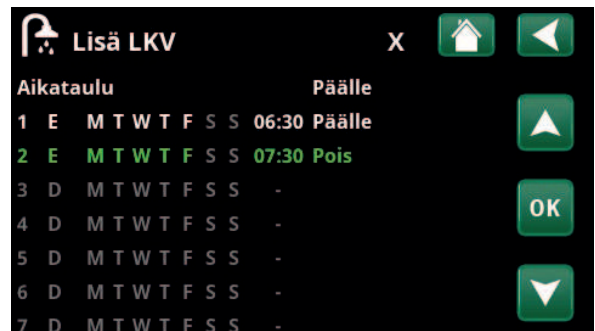 Lisä LKV X
Aikataulu Päälle
1 E M T W T F S S 06:30 Päälle
2 E M T W T F S S 07:30 Pois
3 D M T W T F S S -
4 D M T W T F S S -
OK
5 D M T W T F S S -
6 D M T W T F S S -
7 D M T W T F S S